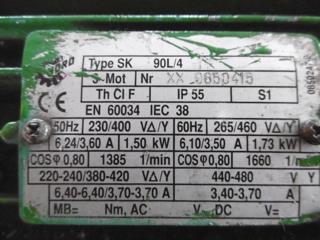 Type SK 90L/4
3~Mot Nr XX 0650415
Th Cl F IP 55 S1
CE EN 60034 IEC 38
50Hz 230/400 VΔ/Y 60Hz 265/460 VΔ/Y
6,24/3,60 A 1,50 kW 6,10/3,50 A 1,73 kW
COSφ 0,80 1385 1/min COSφ 0,80 1660 1/min
220-240/380-420 VΔ/Y 440-480 V Y
6,40-6,40/3,70-3,70 A 3,40-3,70 A
MB= Nm, AC V= DC V=